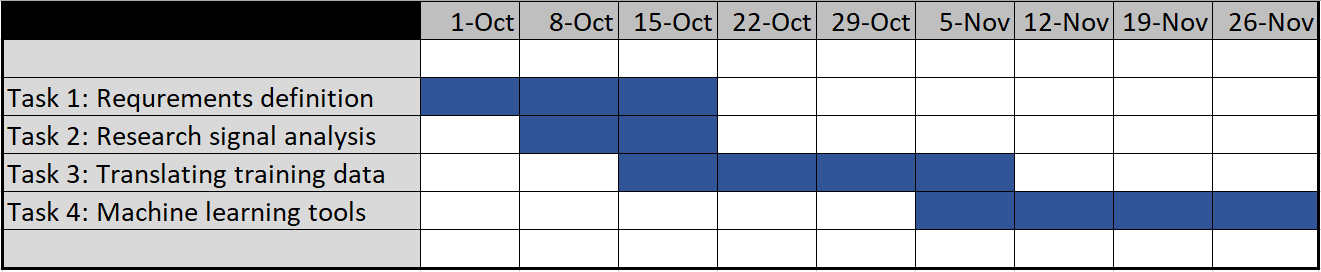 1-Oct 8-Oct 15-Oct 22-Oct 29-Oct 5-Nov 12-Nov 19-Nov 26-Nov
Task 1: Requrements definition
Task 2: Research signal analysis
Task 3: Translating training data
Task 4: Machine learning tools